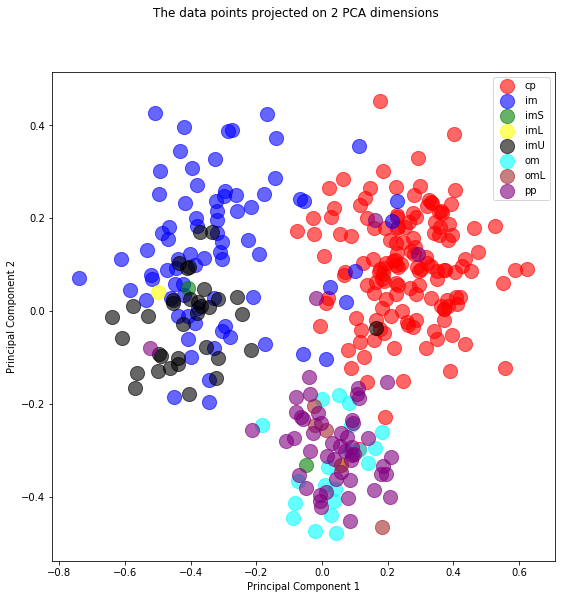 The data points projected on 2 PCA dimensions
cp
im
imS
imL
imU
om
omL
pp
0.4
0.2
0.0
−0.2
−0.4
Principal Component 2
−0.8
−0.6
−0.4
−0.2
0.0
0.2
0.4
0.6
Principal Component 1